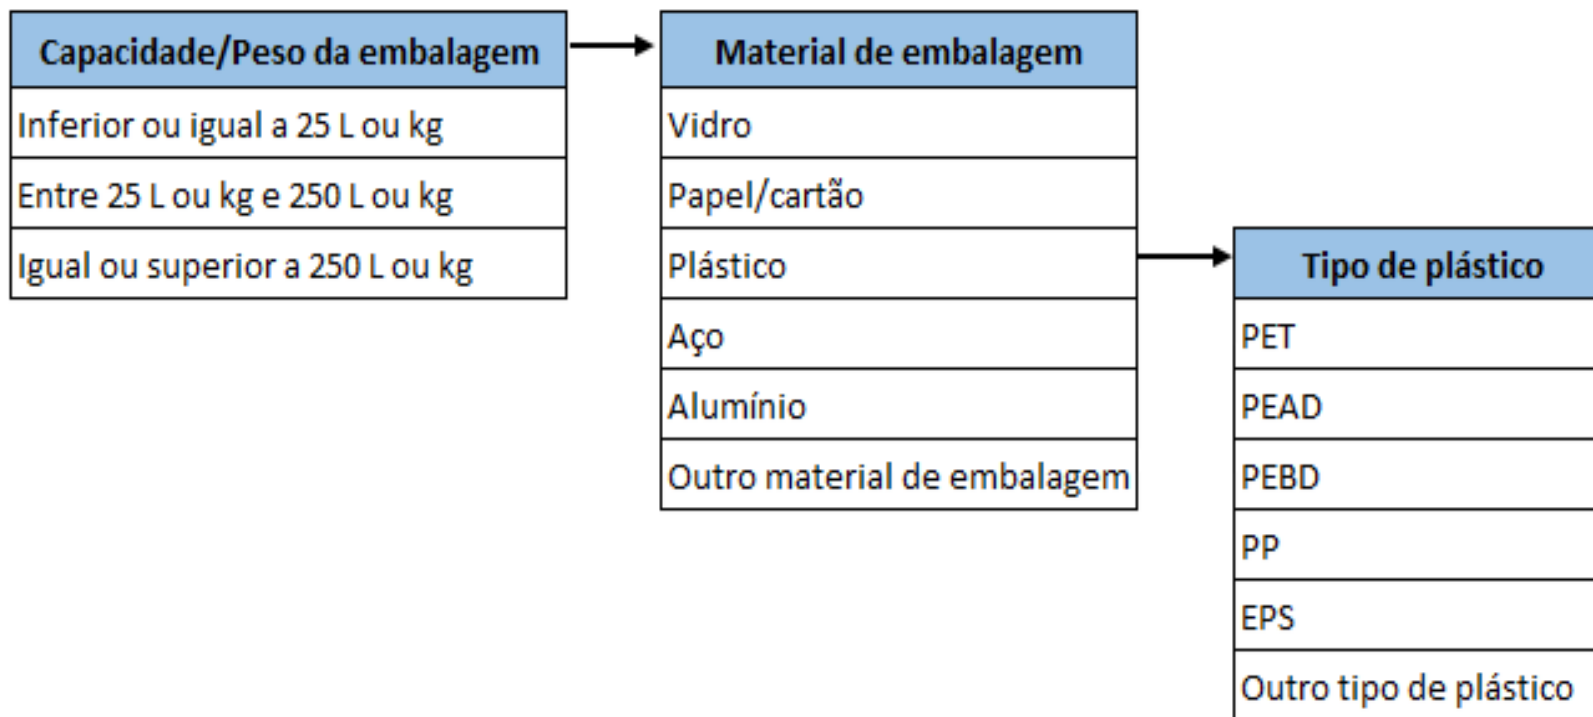 Capacidade/Peso da embalagem
Inferior ou igual a 25 L ou kg
Entre 25 L ou kg e 250 L ou kg
Igual ou superior a 250 L ou kg
Material de embalagem
Vidro
Papel/cartão
Plástico
Aço
Alumínio
Outro material de embalagem
Tipo de plástico
PET
PEAD
PEBD
PP
EPS
Outro tipo de plástico